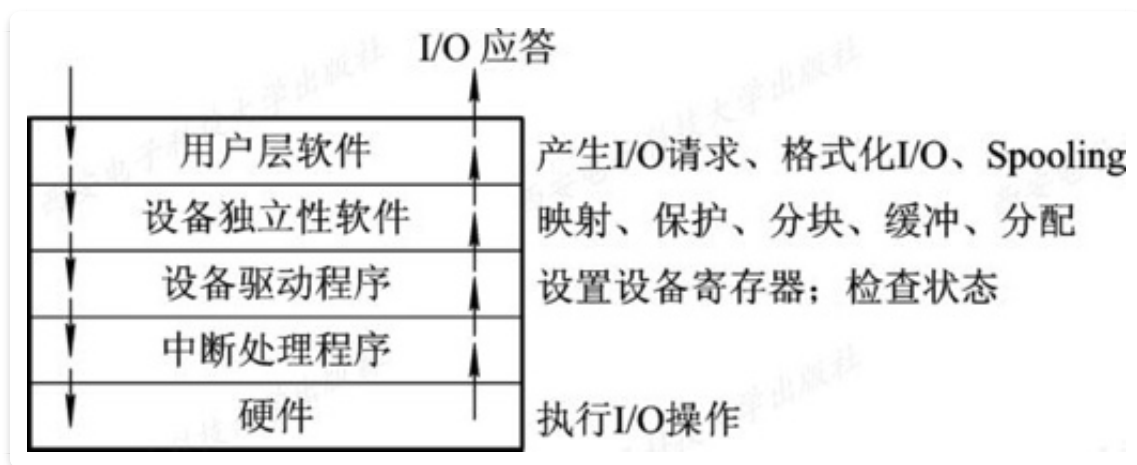 I/O 应答
用户层软件 产生I/O请求、格式化I/O、Spooling
设备独立性软件 映射、保护、分块、缓冲、分配
设备驱动程序 设置设备寄存器；检查状态
中断处理程序
硬件 执行I/O操作